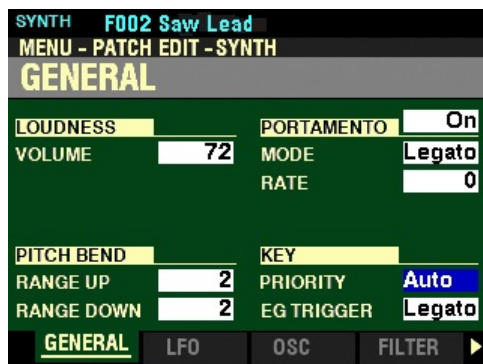 SYNTH F002 Saw Lead
MENU - PATCH EDIT - SYNTH
GENERAL
LOUDNESS
VOLUME 72
PORTAMENTO On
MODE Legato
RATE 0
PITCH BEND
RANGE UP 2
RANGE DOWN 2
KEY
PRIORITY Auto
EG TRIGGER Legato
GENERAL LFO OSC FILTER